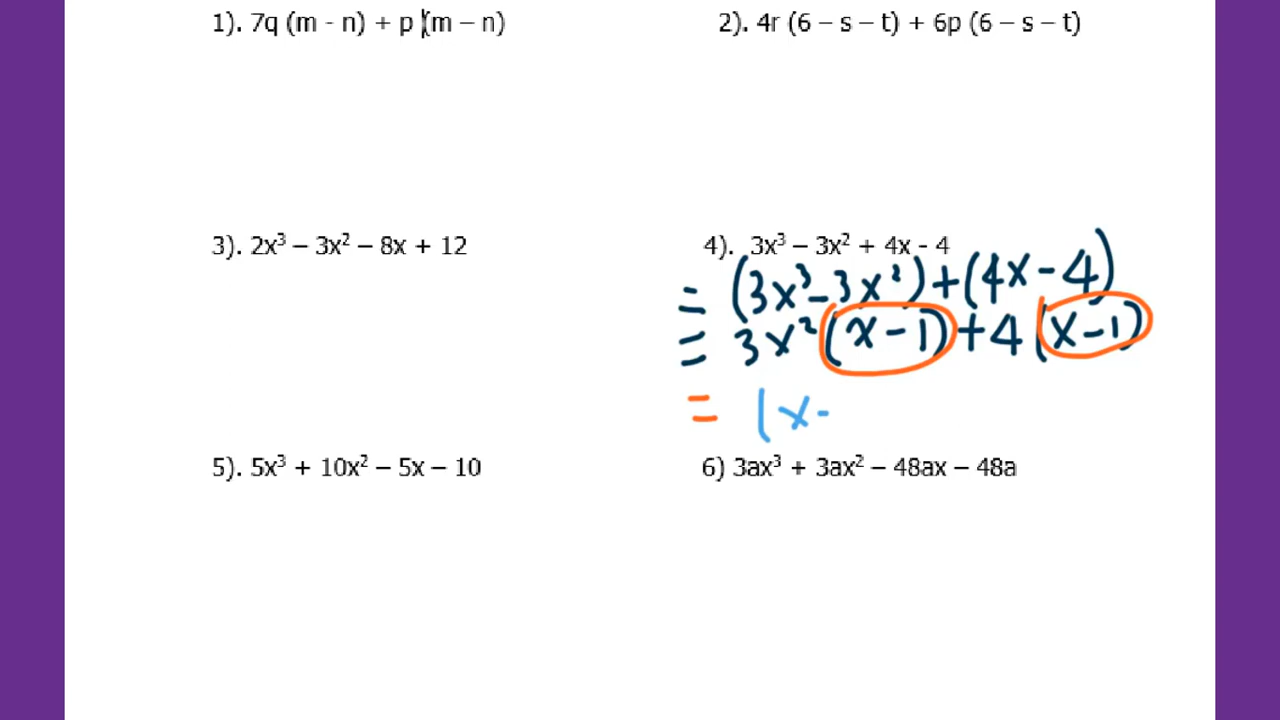 1). 7q (m - n) + p (m – n)
2). 4r (6 – s – t) + 6p (6 – s – t)
3). 2x³ – 3x² – 8x + 12
4). 3x³ – 3x² + 4x - 4
= (3x³ - 3x²) + (4x - 4)
= 3x² (x - 1) + 4 (x - 1)
= (x -
5). 5x³ + 10x² – 5x – 10
6) 3ax³ + 3ax² – 48ax – 48a